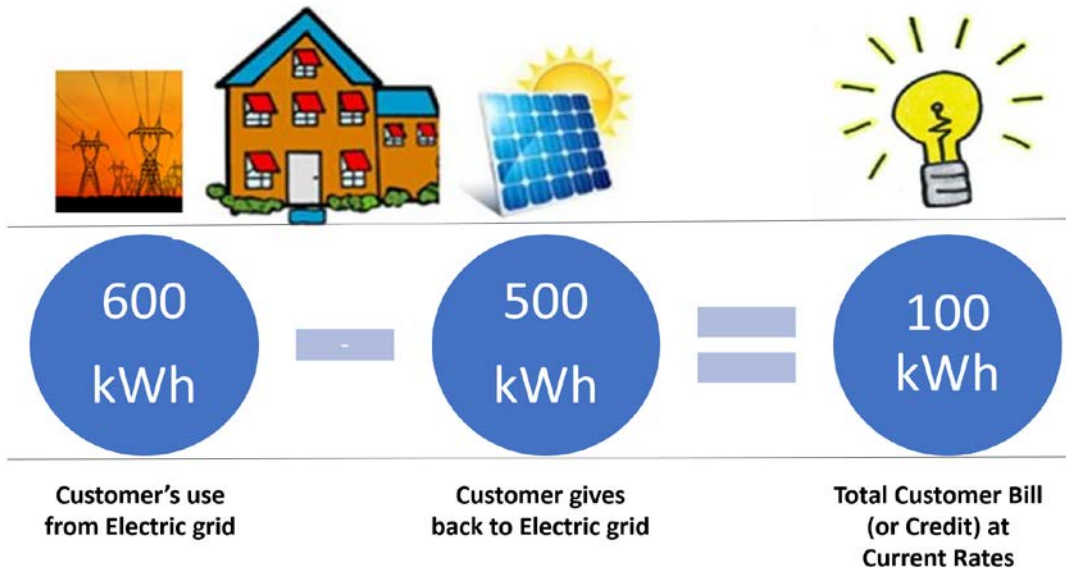 600
kWh
-
500
kWh
100
kWh
Customer's use
from Electric grid
Customer gives
back to Electric grid
Total Customer Bill
(or Credit) at
Current Rates